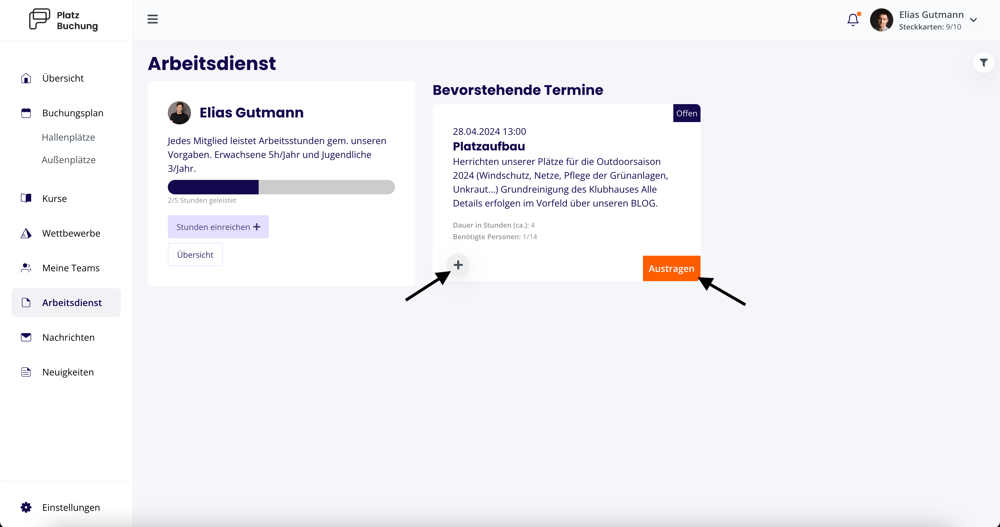 Platz
Buchung
Elias Gutmann
Steckkarten: 9/10
Übersicht
Buchungsplan
Hallenplätze
Außenplätze
Kurse
Wettbewerbe
Meine Teams
Arbeitsdienst
Nachrichten
Neuigkeiten
Einstellungen
Arbeitsdienst
Elias Gutmann
Jedes Mitglied leistet Arbeitsstunden gem. unseren
Vorgaben. Erwachsene 5h/Jahr und Jugendliche
3/Jahr.
2/5 Stunden geleistet
Stunden einreichen +
Übersicht
Bevorstehende Termine
Offen
28.04.2024 13:00
Platzaufbau
Herrichten unserer Plätze für die Outdoorsaison
2024 (Windschutz, Netze, Pflege der Grünanlagen,
Unkraut...) Grundreinigung des Klubhauses Alle
Details erfolgen im Vorfeld über unseren BLOG.
Dauer in Stunden (ca.): 4
Benötigte Personen: 1/14
+
Austragen